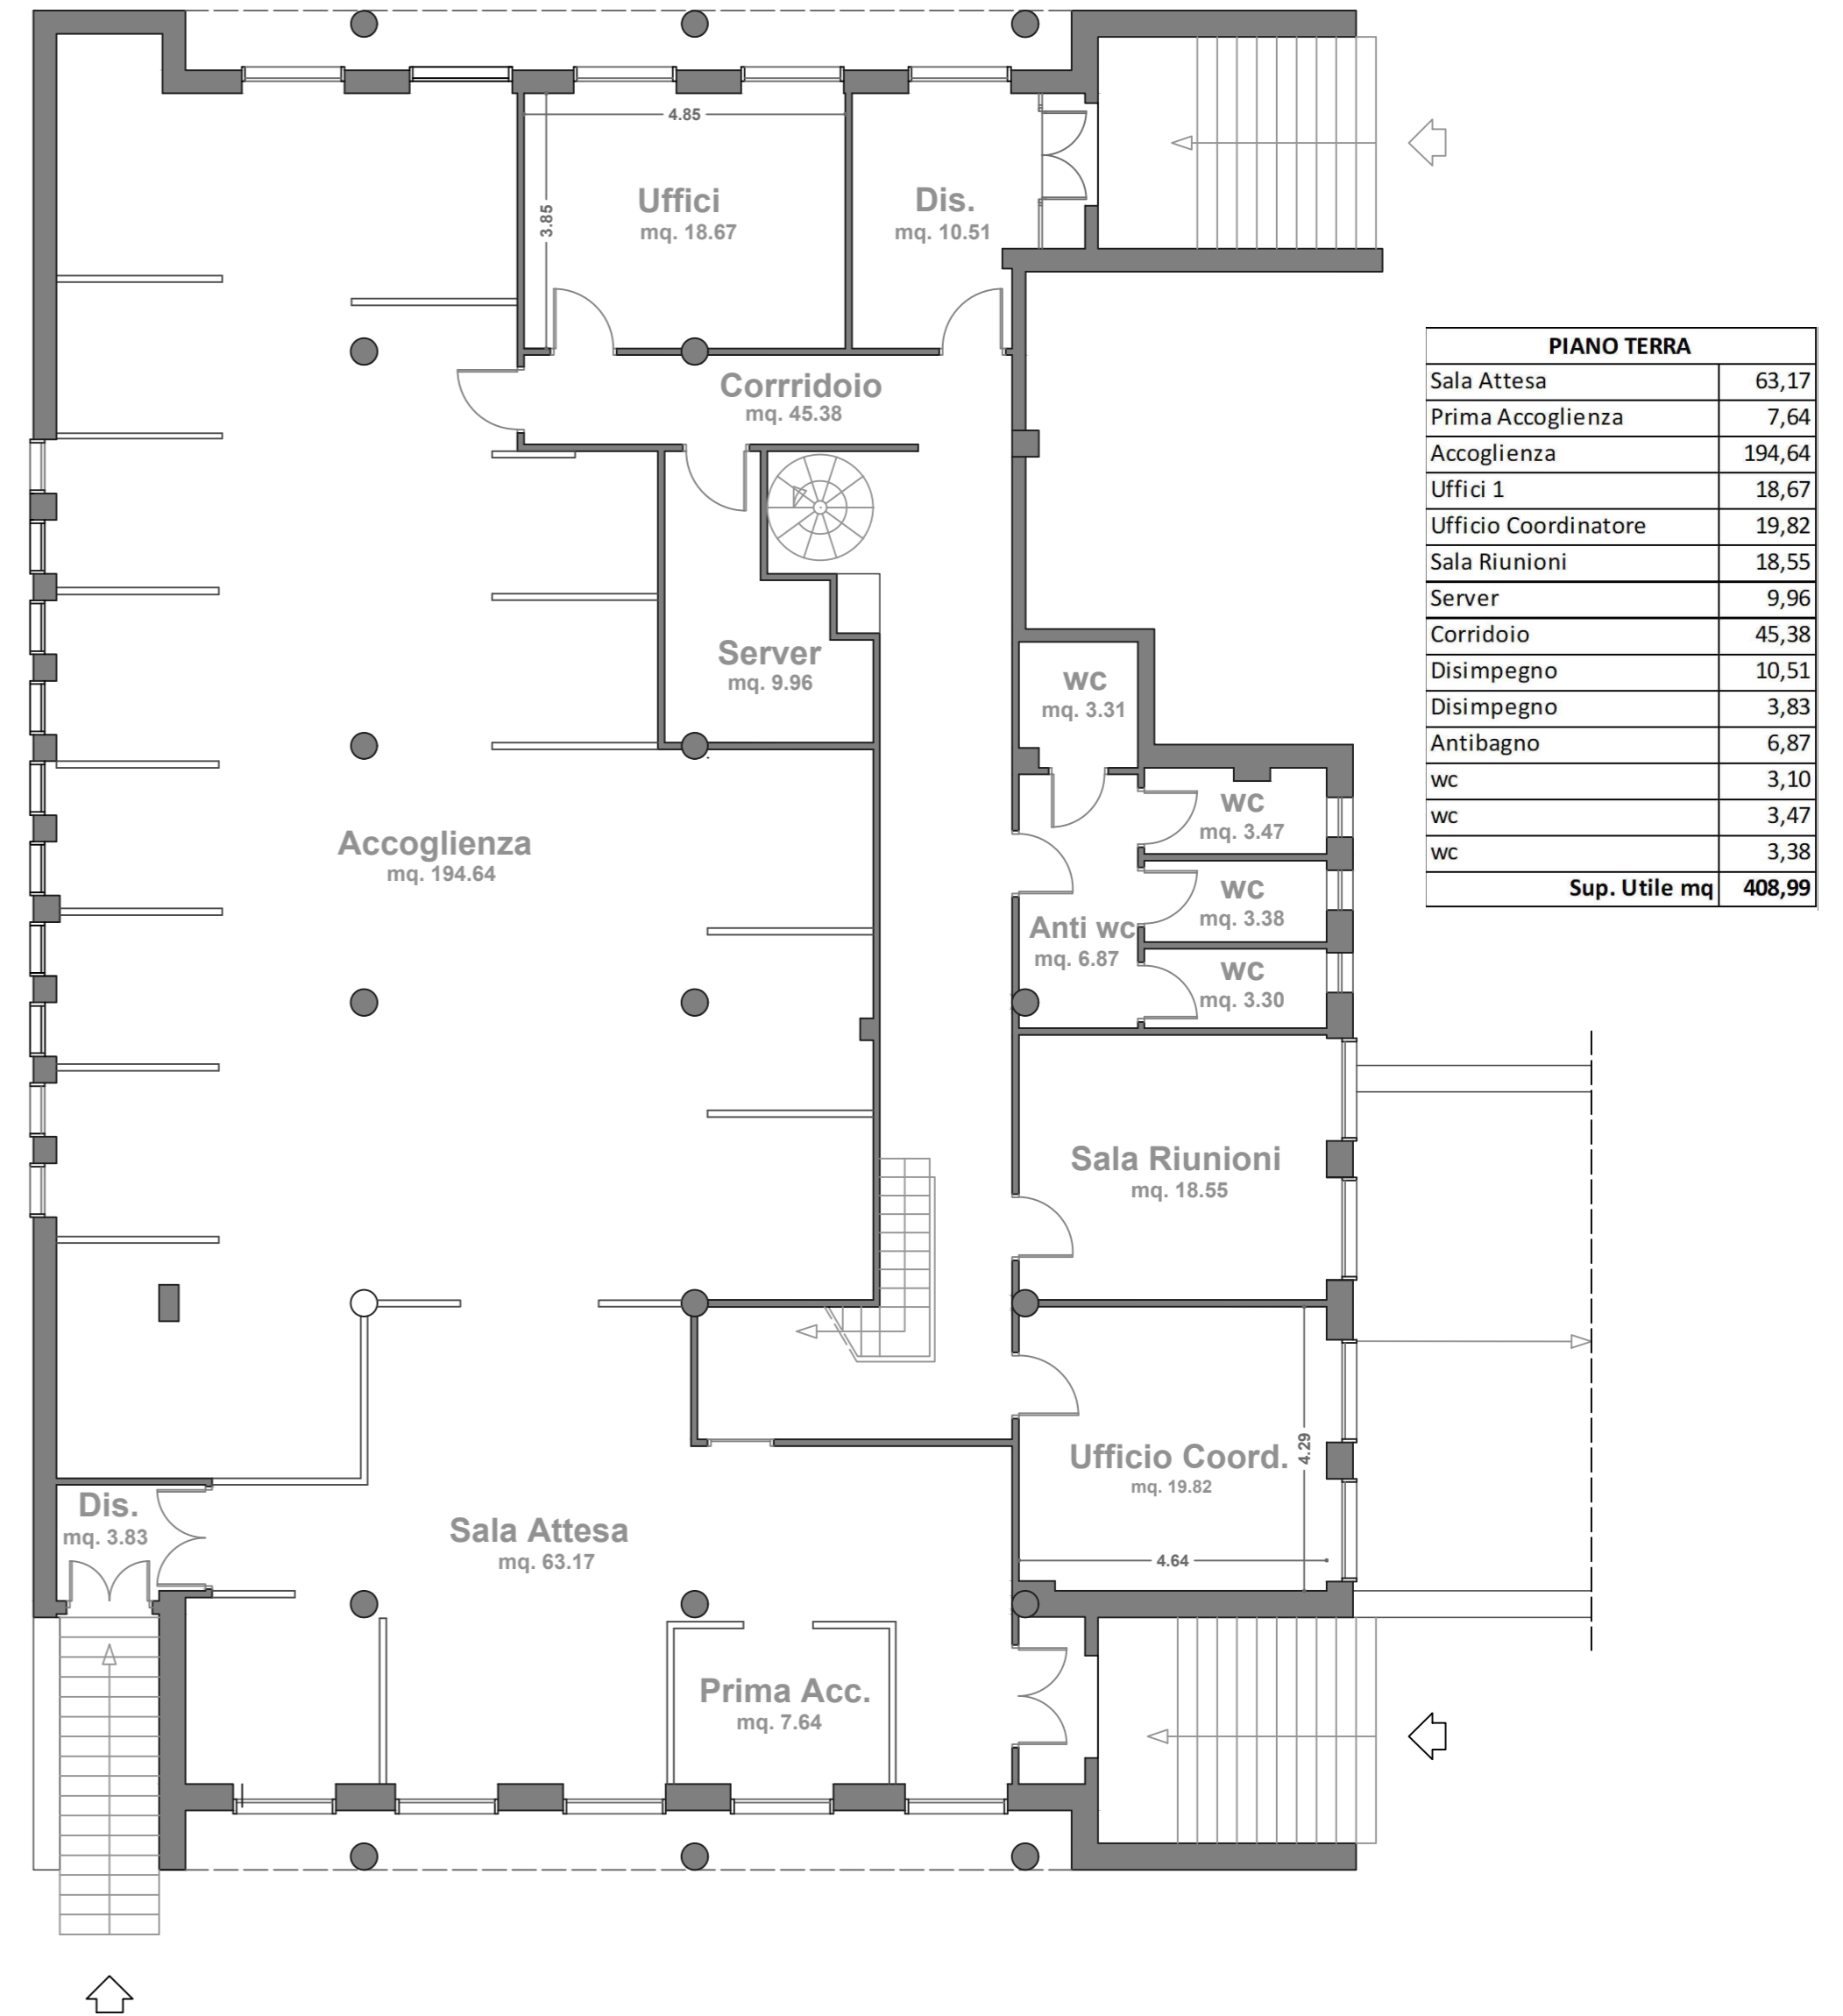 4.85
3.85
Uffici
mq. 18.67
Dis.
mq. 10.51
Corrridoio
mq. 45.38
Server
mq. 9.96
wc
mq. 3.31
wc
mq. 3.47
wc
mq. 3.38
wc
mq. 3.30
Anti wc
mq. 6.87
Accoglienza
mq. 194.64
Sala Riunioni
mq. 18.55
Ufficio Coord.
mq. 19.82
4.29
4.64
Dis.
mq. 3.83
Sala Attesa
mq. 63.17
Prima Acc.
mq. 7.64
PIANO TERRA
Sala Attesa 63,17
Prima Accoglienza 7,64
Accoglienza 194,64
Uffici 1 18,67
Ufficio Coordinatore 19,82
Sala Riunioni 18,55
Server 9,96
Corridoio 45,38
Disimpegno 10,51
Disimpegno 3,83
Antibagno 6,87
wc 3,10
wc 3,47
wc 3,38
Sup. Utile mq 408,99